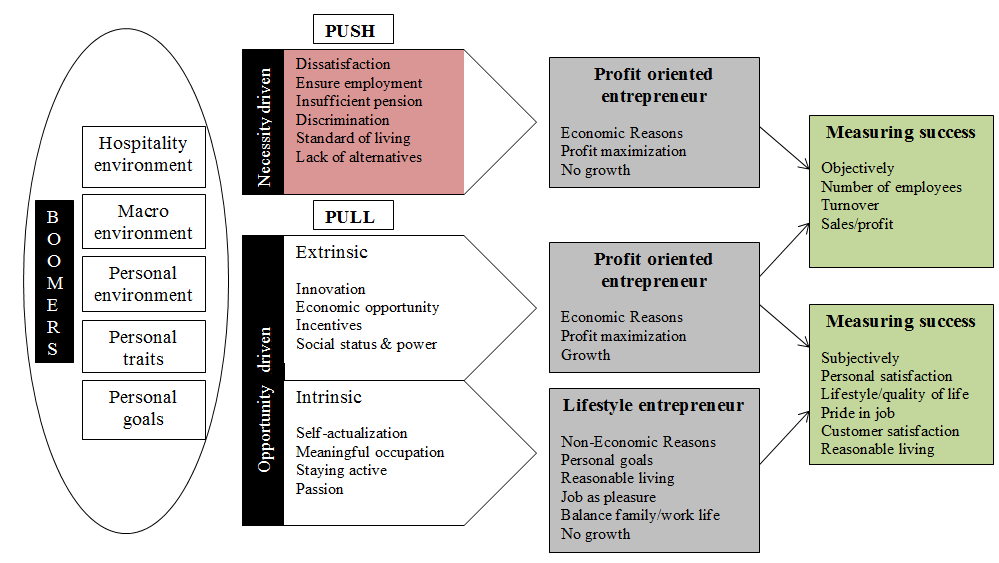 BOOMERS
Hospitality
environment
Macro
environment
Personal
environment
Personal
traits
Personal
goals
PUSH
Necessity driven
Dissatisfaction
Ensure employment
Insufficient pension
Discrimination
Standard of living
Lack of alternatives
PULL
Opportunity driven
Extrinsic
Innovation
Economic opportunity
Incentives
Social status & power
Intrinsic
Self-actualization
Meaningful occupation
Staying active
Passion
Profit oriented
entrepreneur
Economic Reasons
Profit maximization
No growth
Profit oriented
entrepreneur
Economic Reasons
Profit maximization
Growth
Lifestyle entrepreneur
Non-Economic Reasons
Personal goals
Reasonable living
Job as pleasure
Balance family/work life
No growth
Measuring success
Objectively
Number of employees
Turnover
Sales/profit
Measuring success
Subjectively
Personal satisfaction
Lifestyle/quality of life
Pride in job
Customer satisfaction
Reasonable living